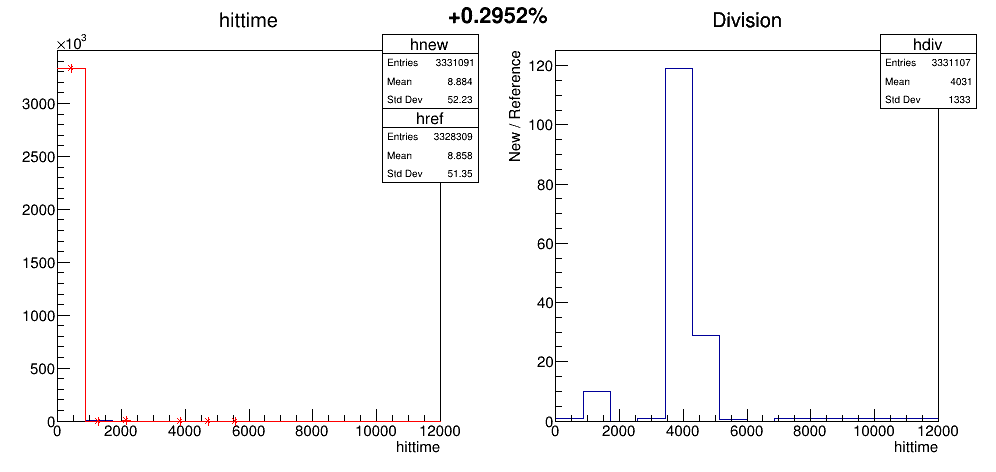 +0.2952%
hittime
×10³
hnew
Entries 3331091
Mean 8.884
Std Dev 52.23
href
Entries 3328309
Mean 8.858
Std Dev 51.35
3000
2500
2000
1500
1000
500
0
0 2000 4000 6000 8000 10000 12000
hittime
Division
hdiv
Entries 3331107
Mean 4031
Std Dev 1333
New / Reference
120
100
80
60
40
20
0
0 2000 4000 6000 8000 10000 12000
hittime